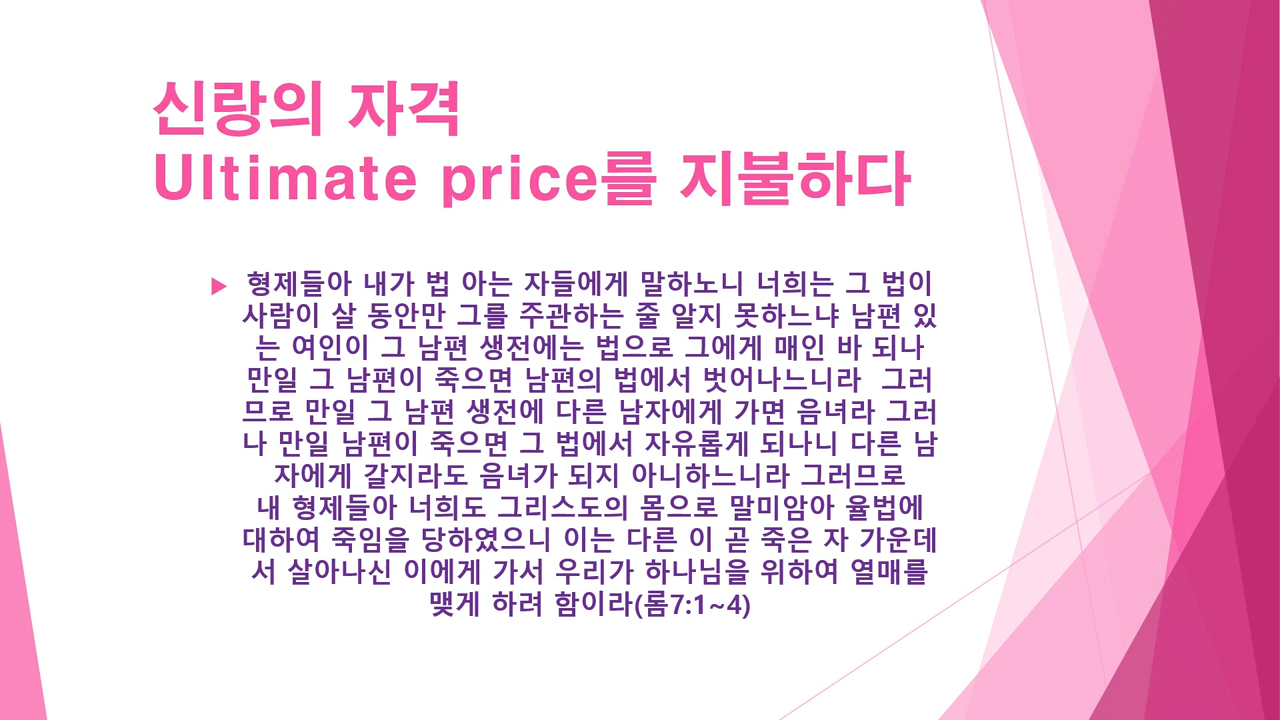 신랑의 자격
Ultimate price를 지불하다
형제들아 내가 법 아는 자들에게 말하노니 너희는 그 법이
사람이 살 동안만 그를 주관하는 줄 알지 못하느냐 남편 있
는 여인이 그 남편 생전에는 법으로 그에게 매인 바 되나
만일 그 남편이 죽으면 남편의 법에서 벗어나느니라 그러
므로 만일 그 남편 생전에 다른 남자에게 가면 음녀라 그러
나 만일 남편이 죽으면 그 법에서 자유롭게 되나니 다른 남
자에게 갈지라도 음녀가 되지 아니하느니라 그러므로
내 형제들아 너희도 그리스도의 몸으로 말미암아 율법에
대하여 죽임을 당하였으니 이는 다른 이 곧 죽은 자 가운데
서 살아나신 이에게 가서 우리가 하나님을 위하여 열매를
맺게 하려 함이라(롬7:1~4)